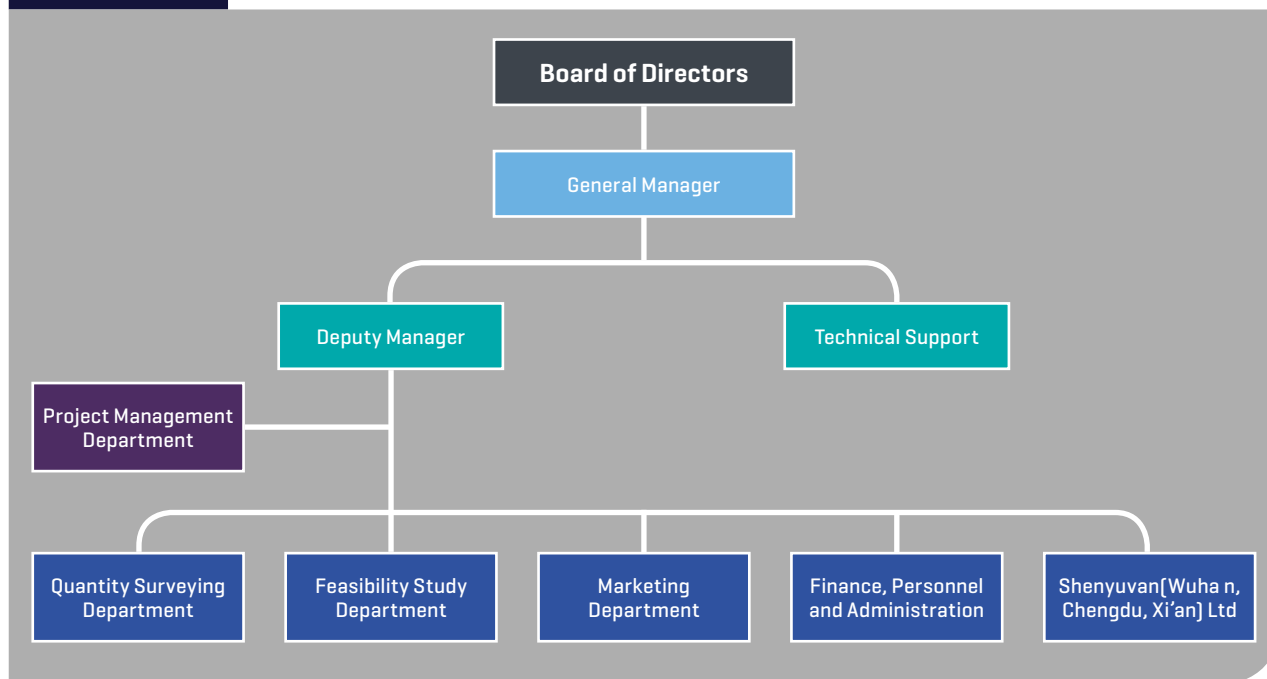 Board of Directors
General Manager
Deputy Manager
Technical Support
Project Management
Department
Quantity Surveying
Department
Feasibility Study
Department
Marketing
Department
Finance, Personnel
and Administration
Shenyuvan(Wuha n,
Chengdu, Xi’an) Ltd